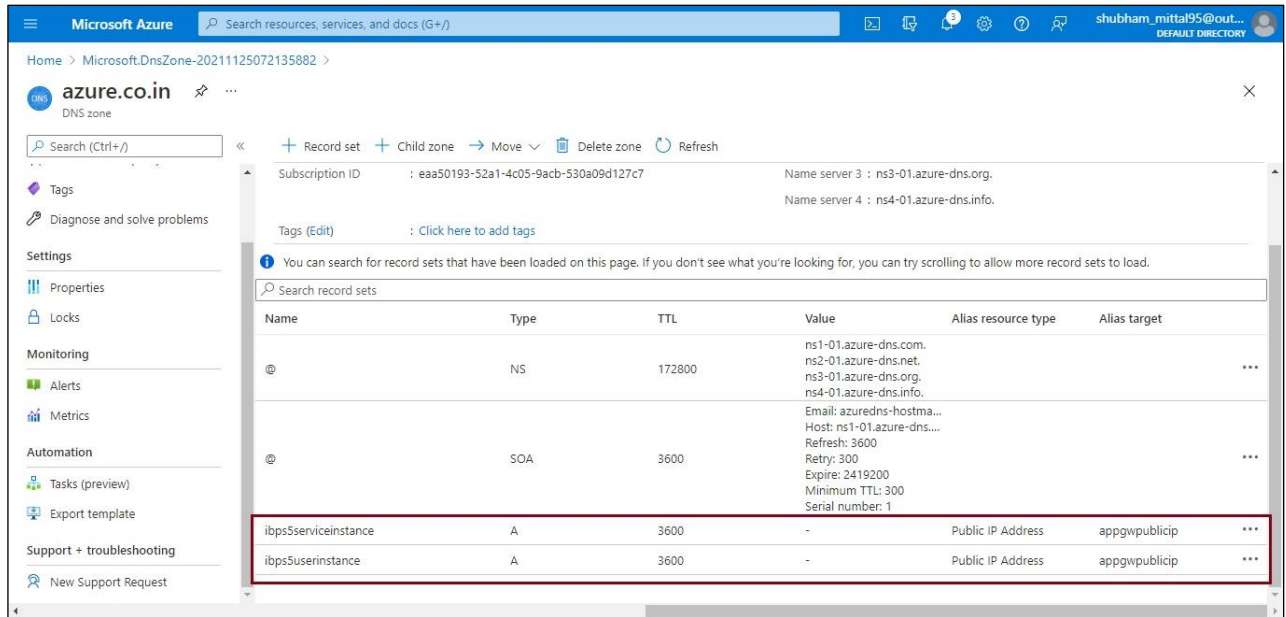 Microsoft Azure
Search resources, services, and docs (G+/)
3
shubham_mittal95@out...
DEFAULT DIRECTORY
Home > Microsoft.DnsZone-20211125072135882 >
DNS
azure.co.in ...
DNS zone
Search (Ctrl+/)
«
+ Record set + Child zone → Move Delete zone Refresh
Tags
Diagnose and solve problems
Settings
Properties
Locks
Monitoring
Alerts
Metrics
Automation
Tasks (preview)
Export template
Support + troubleshooting
New Support Request
Subscription ID : eaa50193-52a1-4c05-9acb-530a09d127c7
Name server 3 : ns3-01.azure-dns.org.
Name server 4 : ns4-01.azure-dns.info.
Tags (Edit) : Click here to add tags
You can search for record sets that have been loaded on this page. If you don't see what you're looking for, you can try scrolling to allow more record sets to load.
Search record sets
Name Type TTL Value Alias resource type Alias target
@ NS 172800
ns1-01.azure-dns.com.
ns2-01.azure-dns.net.
ns3-01.azure-dns.org.
ns4-01.azure-dns.info.
...
@ SOA 3600
Email: azuredns-hostma...
Host: ns1-01.azure-dns....
Refresh: 3600
Retry: 300
Expire: 2419200
Minimum TTL: 300
Serial number: 1
...
ibps5serviceinstance A 3600 - Public IP Address appgwpublicip ...
ibps5userinstance A 3600 - Public IP Address appgwpublicip ...